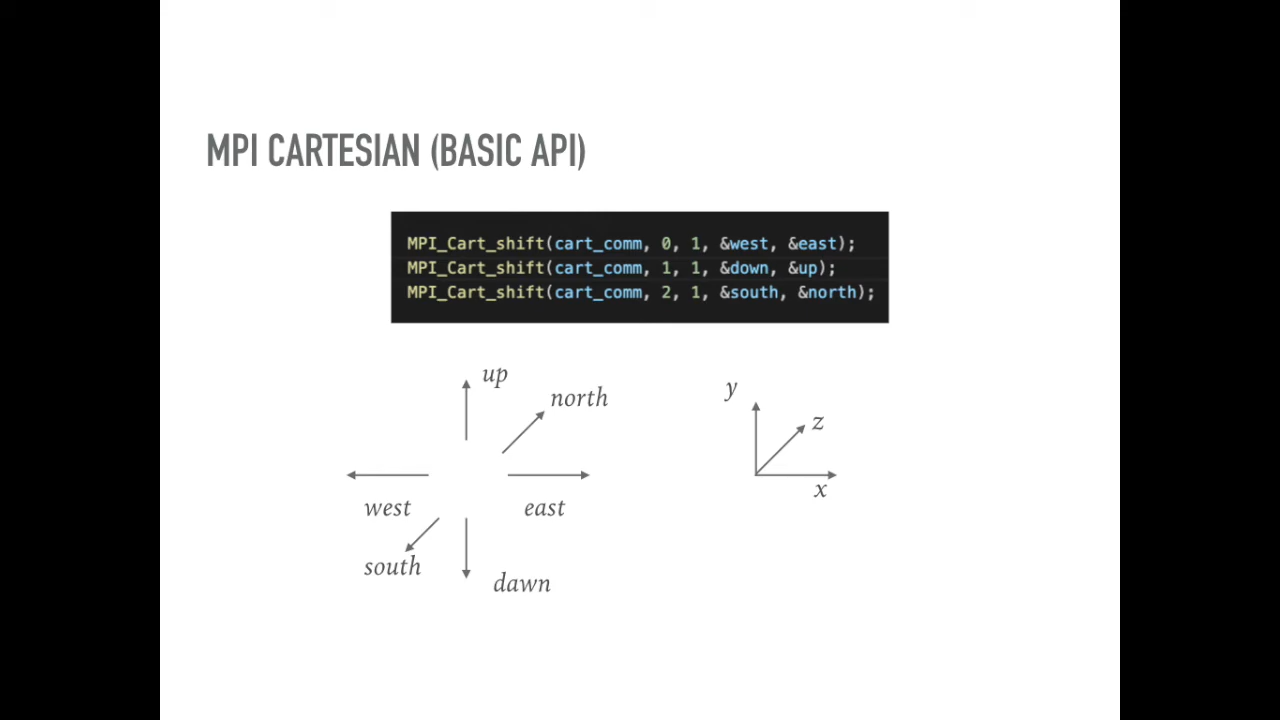 MPI CARTESIAN (BASIC API)
MPI_Cart_shift(cart_comm, 0, 1, &west, &east);
MPI_Cart_shift(cart_comm, 1, 1, &down, &up);
MPI_Cart_shift(cart_comm, 2, 1, &south, &north);
up
north
west
east
south
dawn
y
z
x